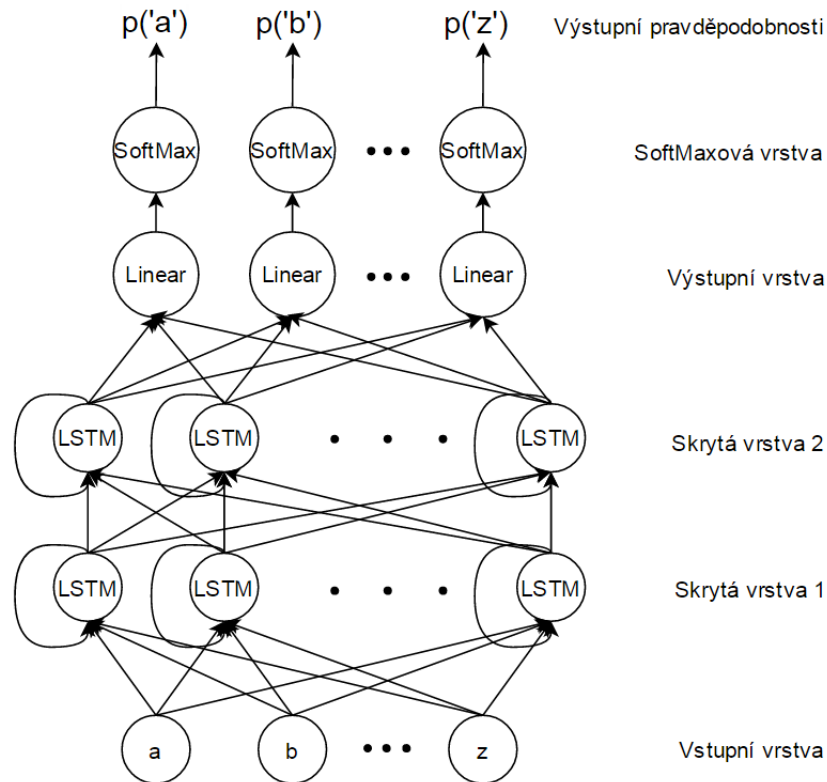 p('a') p('b') p('z') Výstupní pravděpodobnosti
SoftMax SoftMax SoftMax SoftMaxová vrstva
Linear Linear Linear Výstupní vrstva
LSTM LSTM LSTM Skrytá vrstva 2
LSTM LSTM LSTM Skrytá vrstva 1
a b z Vstupní vrstva